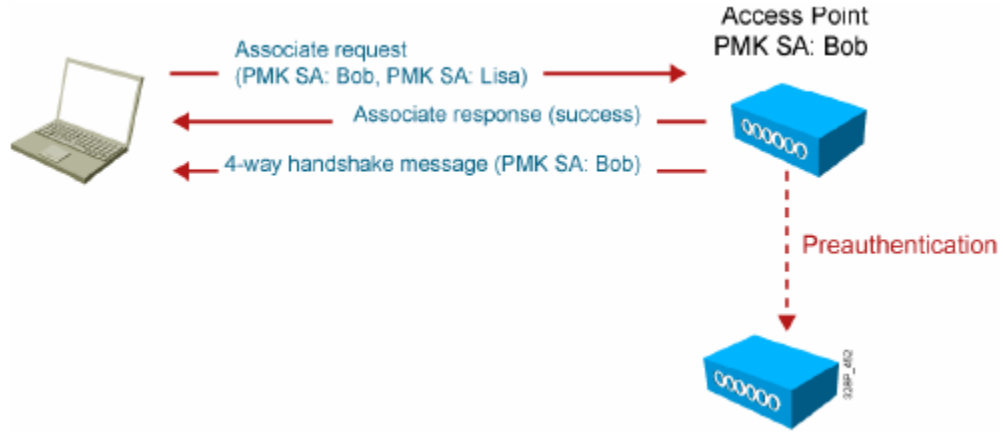 Access Point
PMK SA: Bob
Associate request
(PMK SA: Bob, PMK SA: Lisa)
Associate response (success)
4-way handshake message (PMK SA: Bob)
Preauthentication
328P_452